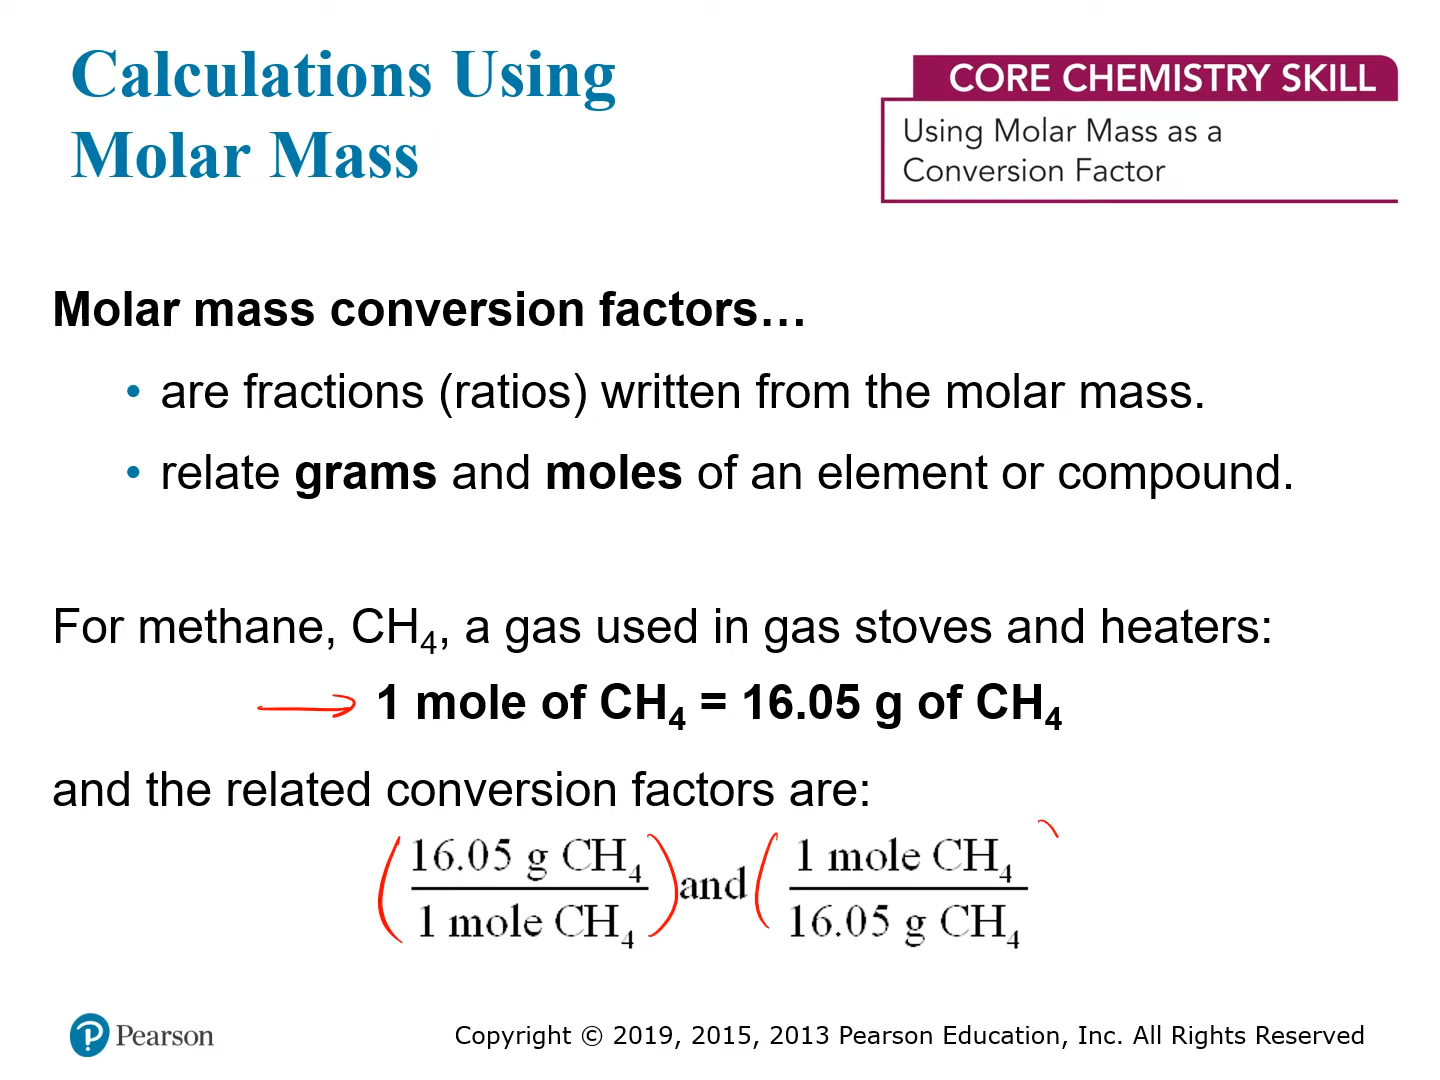 Calculations Using
Molar Mass
CORE CHEMISTRY SKILL
Using Molar Mass as a
Conversion Factor
Molar mass conversion factors…
• are fractions (ratios) written from the molar mass.
• relate grams and moles of an element or compound.
For methane, CH₄, a gas used in gas stoves and heaters:
1 mole of CH₄ = 16.05 g of CH₄
and the related conversion factors are:
16.05 g CH₄
1 mole CH₄
and
1 mole CH₄
16.05 g CH₄
Pearson
Copyright © 2019, 2015, 2013 Pearson Education, Inc. All Rights Reserved